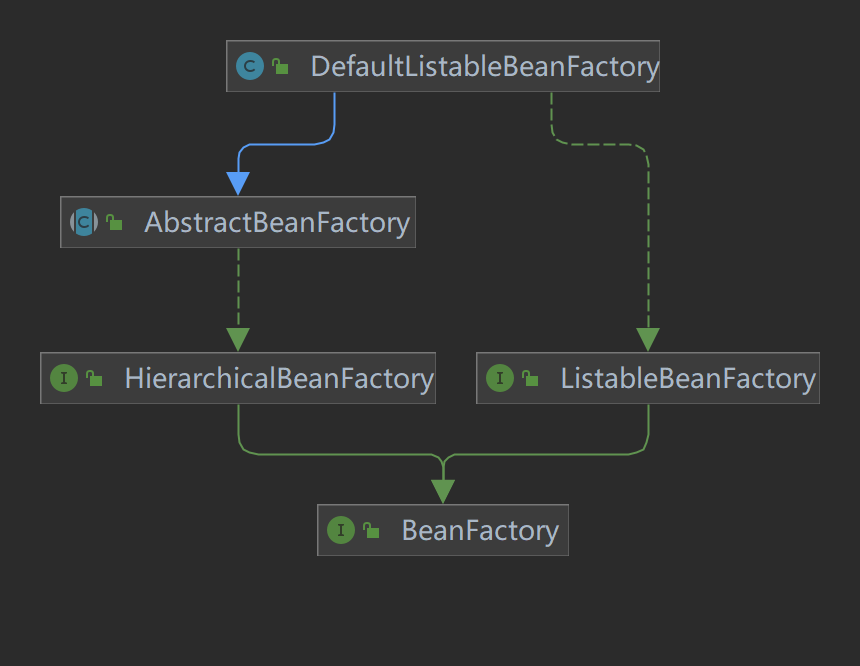 C DefaultListableBeanFactory
C AbstractBeanFactory
I HierarchicalBeanFactory
I ListableBeanFactory
I BeanFactory